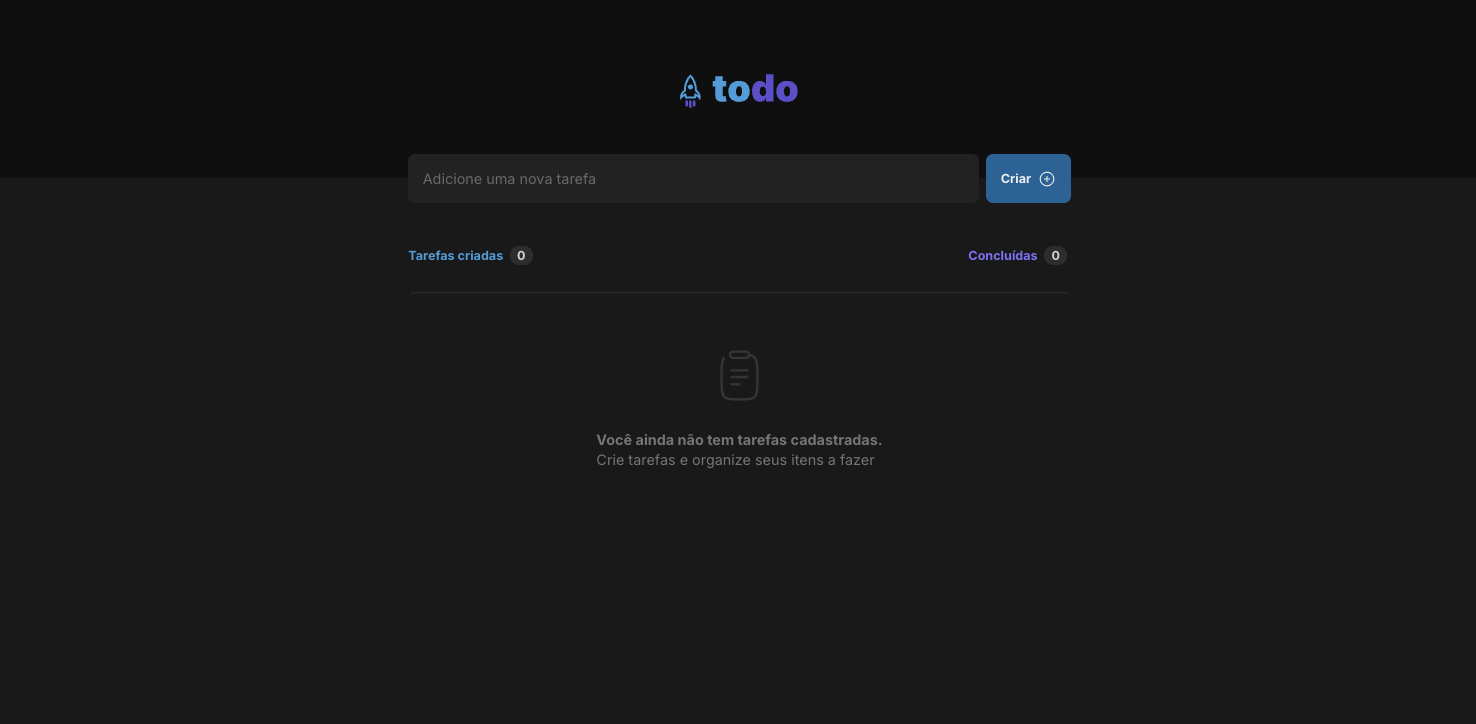 todo
Adicione uma nova tarefa
Criar
Tarefas criadas 0
Concluídas 0
Você ainda não tem tarefas cadastradas.
Crie tarefas e organize seus itens a fazer